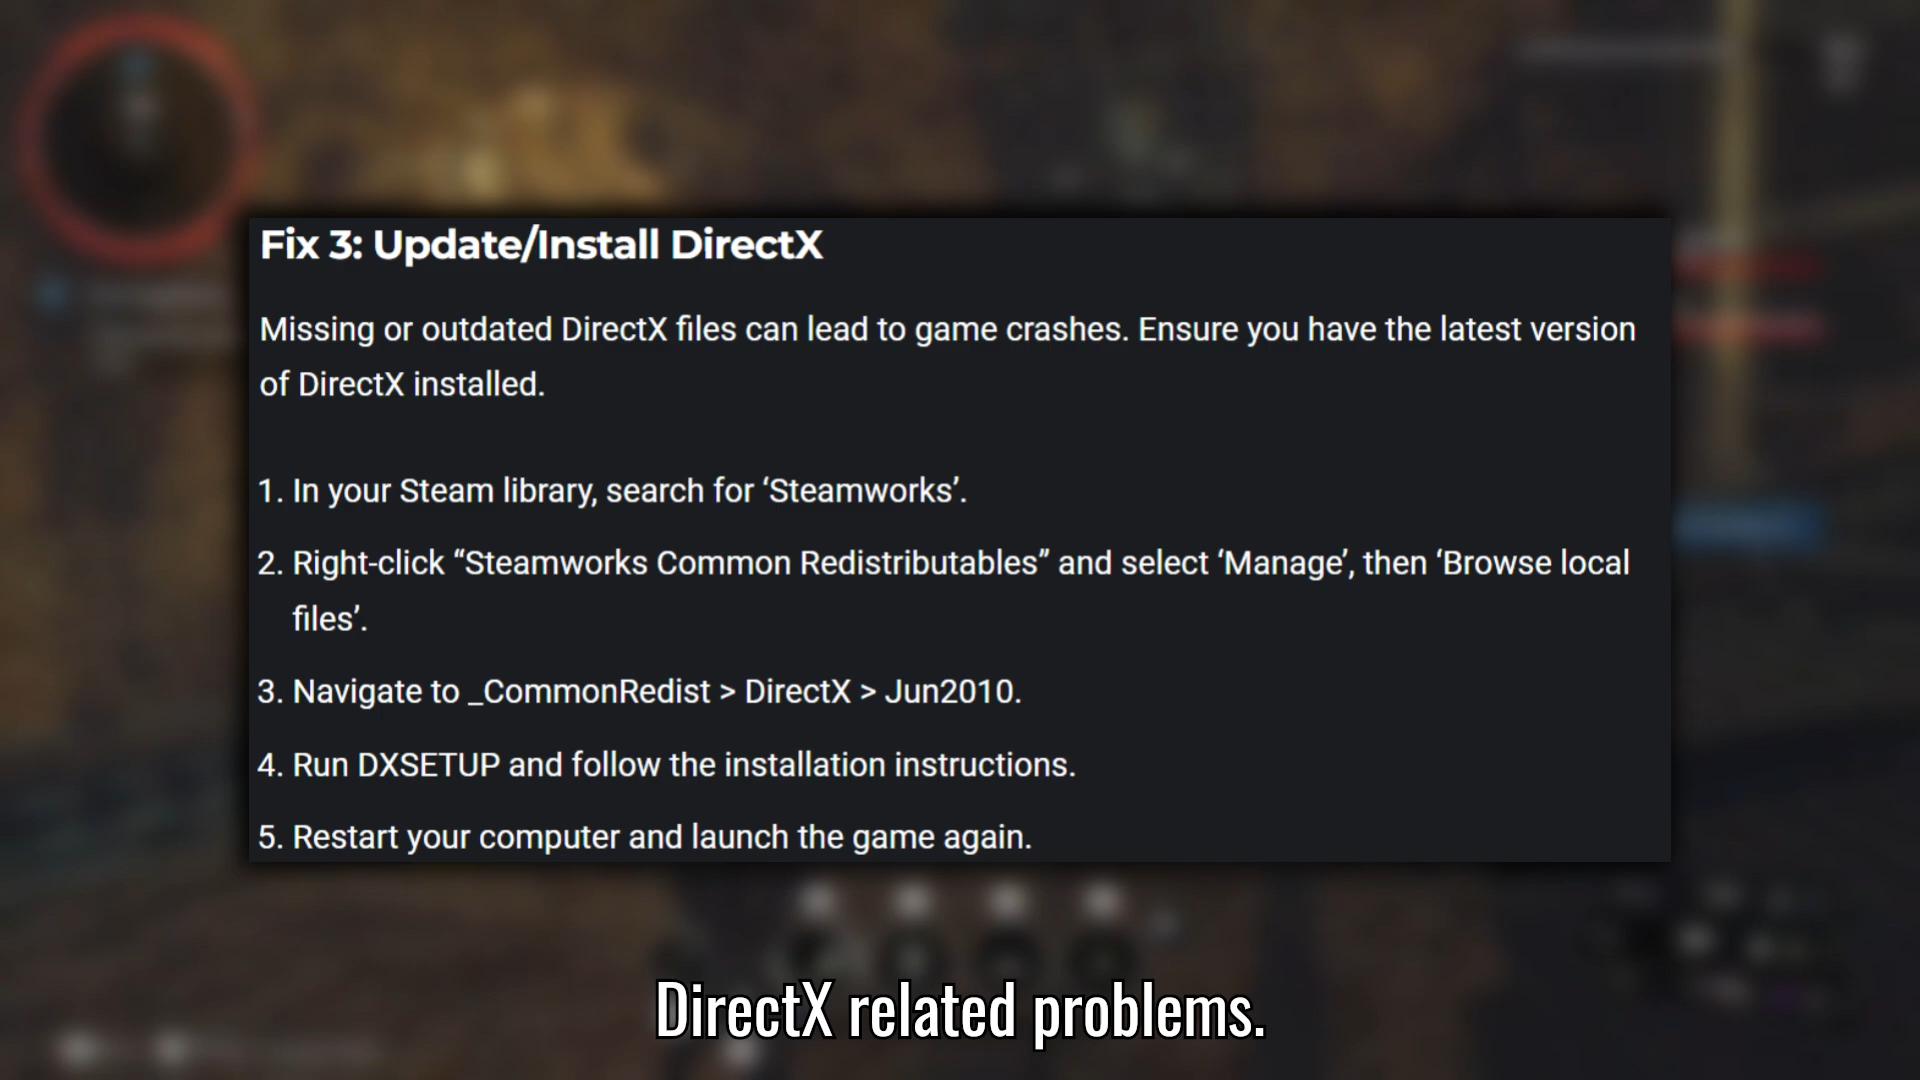 Fix 3: Update/Install DirectX
Missing or outdated DirectX files can lead to game crashes. Ensure you have the latest version
of DirectX installed.
1. In your Steam library, search for ‘Steamworks’.
2. Right-click “Steamworks Common Redistributables” and select ‘Manage’, then ‘Browse local
files’.
3. Navigate to _CommonRedist > DirectX > Jun2010.
4. Run DXSETUP and follow the installation instructions.
5. Restart your computer and launch the game again.
DirectX related problems.